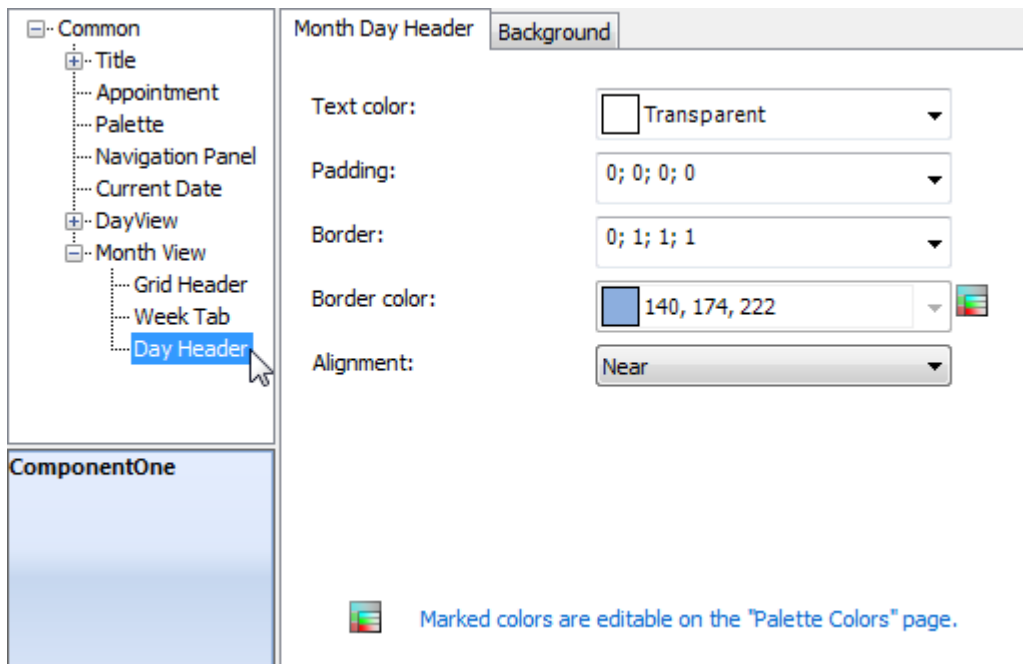 Common
Title
Appointment
Palette
Navigation Panel
Current Date
DayView
Month View
Grid Header
Week Tab
Day Header
ComponentOne
Month Day Header
Background
Text color:
Transparent
Padding:
0; 0; 0; 0
Border:
0; 1; 1; 1
Border color:
140, 174, 222
Alignment:
Near
Marked colors are editable on the "Palette Colors" page.